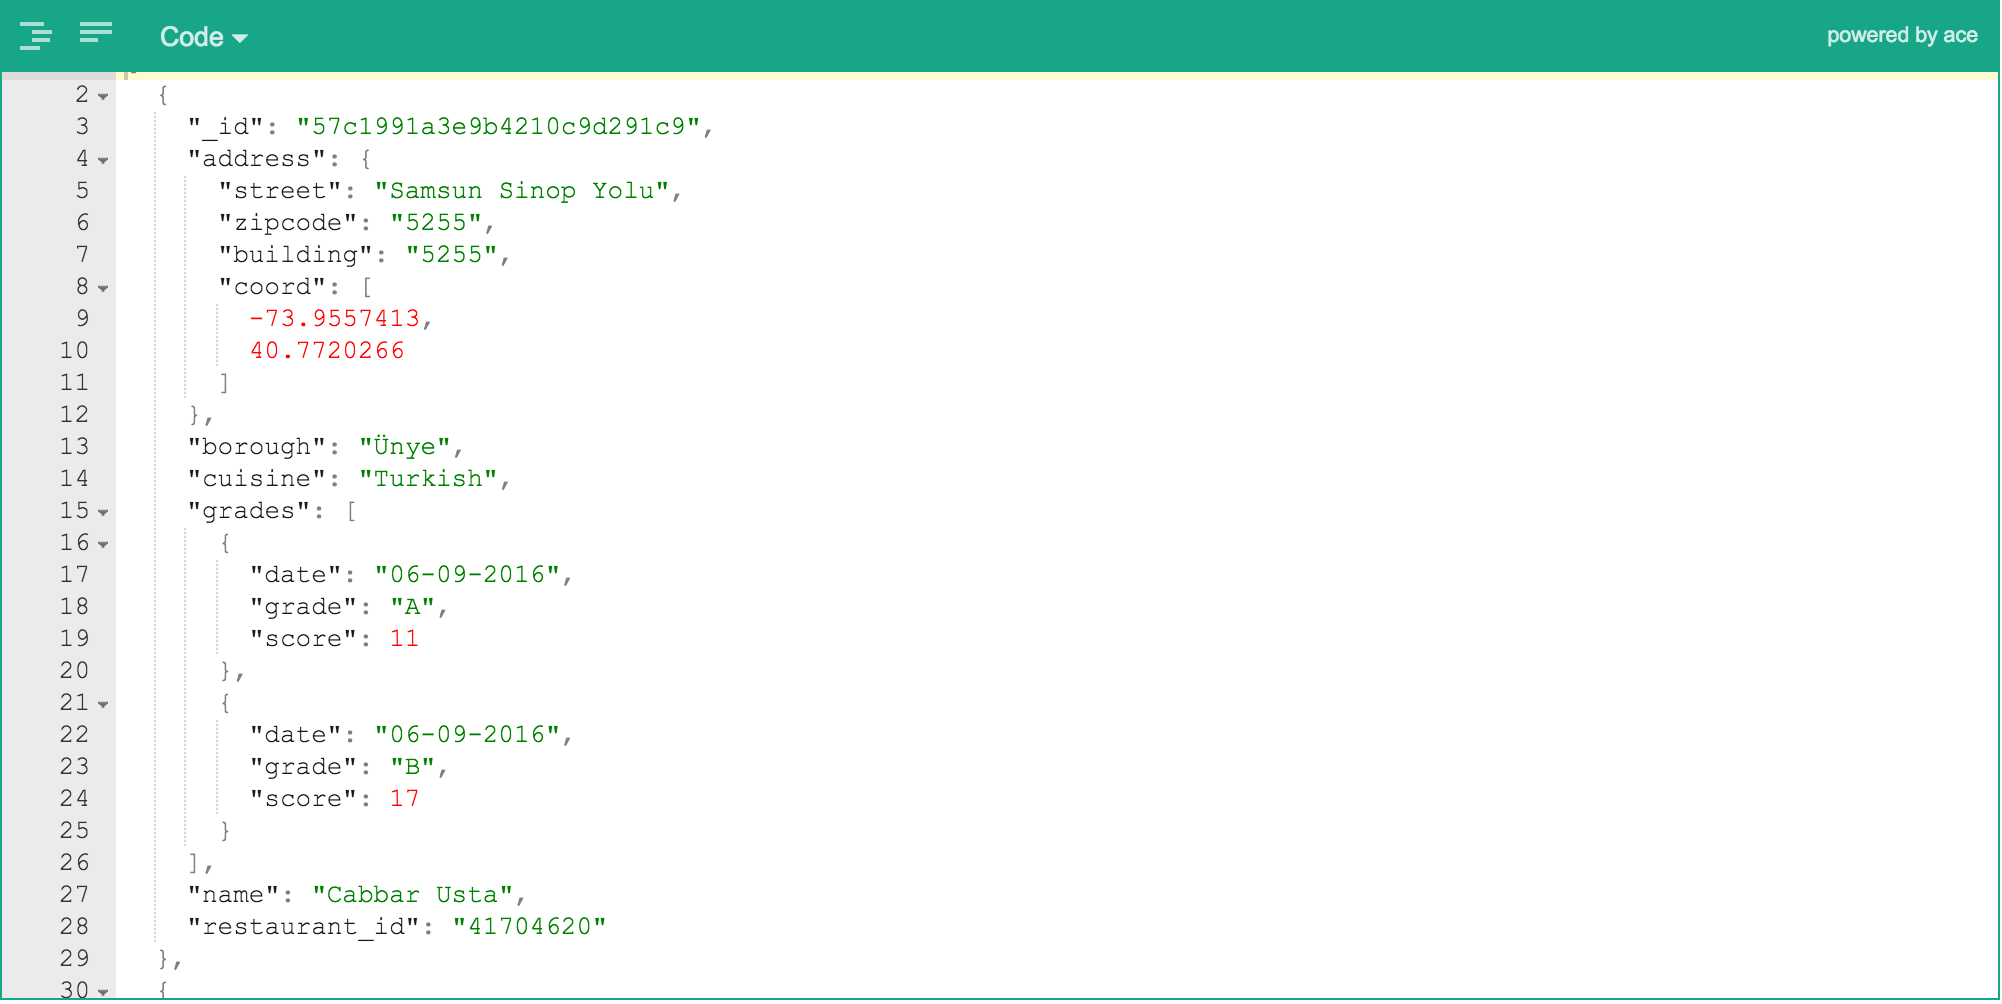 Code
powered by ace
2 {
3 "_id": "57c1991a3e9b4210c9d291c9",
4 "address": {
5 "street": "Samsun Sinop Yolu",
6 "zipcode": "5255",
7 "building": "5255",
8 "coord": [
9 -73.9557413,
10 40.7720266
11 ]
12 },
13 "borough": "Ünye",
14 "cuisine": "Turkish",
15 "grades": [
16 {
17 "date": "06-09-2016",
18 "grade": "A",
19 "score": 11
20 },
21 {
22 "date": "06-09-2016",
23 "grade": "B",
24 "score": 17
25 }
26 ],
27 "name": "Cabbar Usta",
28 "restaurant_id": "41704620"
29 },
30 {